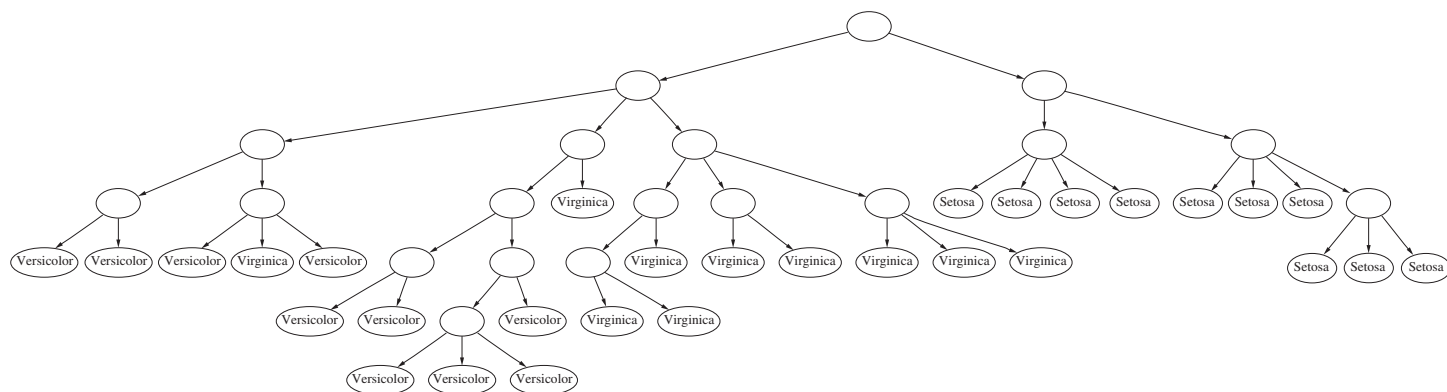 Setosa Setosa Setosa Setosa Setosa Setosa Setosa
Virginica
Versicolor Versicolor Versicolor Virginica Versicolor Virginica Virginica Virginica Virginica Virginica Virginica
Setosa Setosa Setosa
Versicolor Versicolor Versicolor Virginica Virginica
Versicolor Versicolor Versicolor